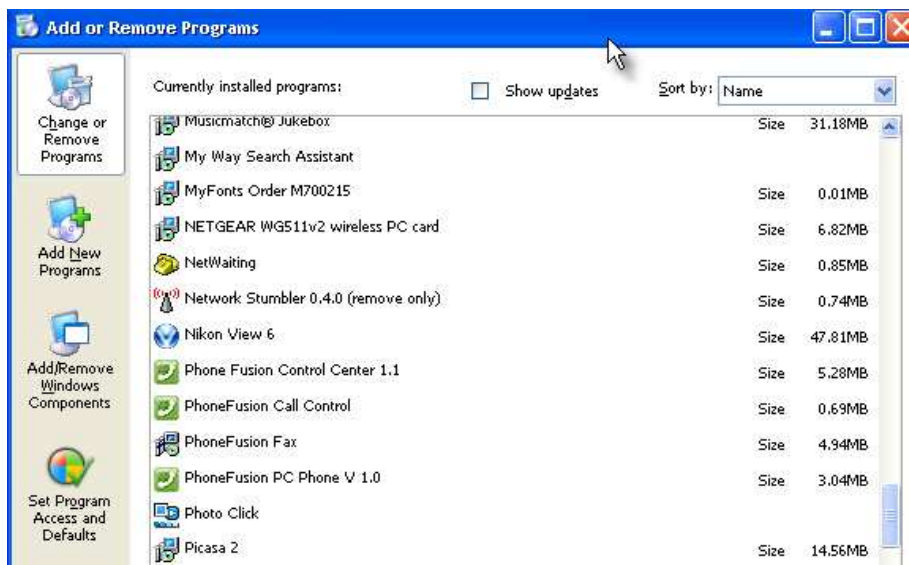 Add or Remove Programs
Currently installed programs:
Show updates
Sort by: Name
Change or
Remove
Programs
Add New
Programs
Add/Remove
Windows
Components
Set Program
Access and
Defaults
Musicmatch® Jukebox Size 31.18MB
My Way Search Assistant
MyFonts Order M700215 Size 0.01MB
NETGEAR WG511v2 wireless PC card Size 6.82MB
NetWaiting Size 0.85MB
Network Stumbler 0.4.0 (remove only) Size 0.74MB
Nikon View 6 Size 47.81MB
Phone Fusion Control Center 1.1 Size 5.28MB
PhoneFusion Call Control Size 0.69MB
PhoneFusion Fax Size 4.94MB
PhoneFusion PC Phone V 1.0 Size 3.04MB
Photo Click
Picasa 2 Size 14.56MB